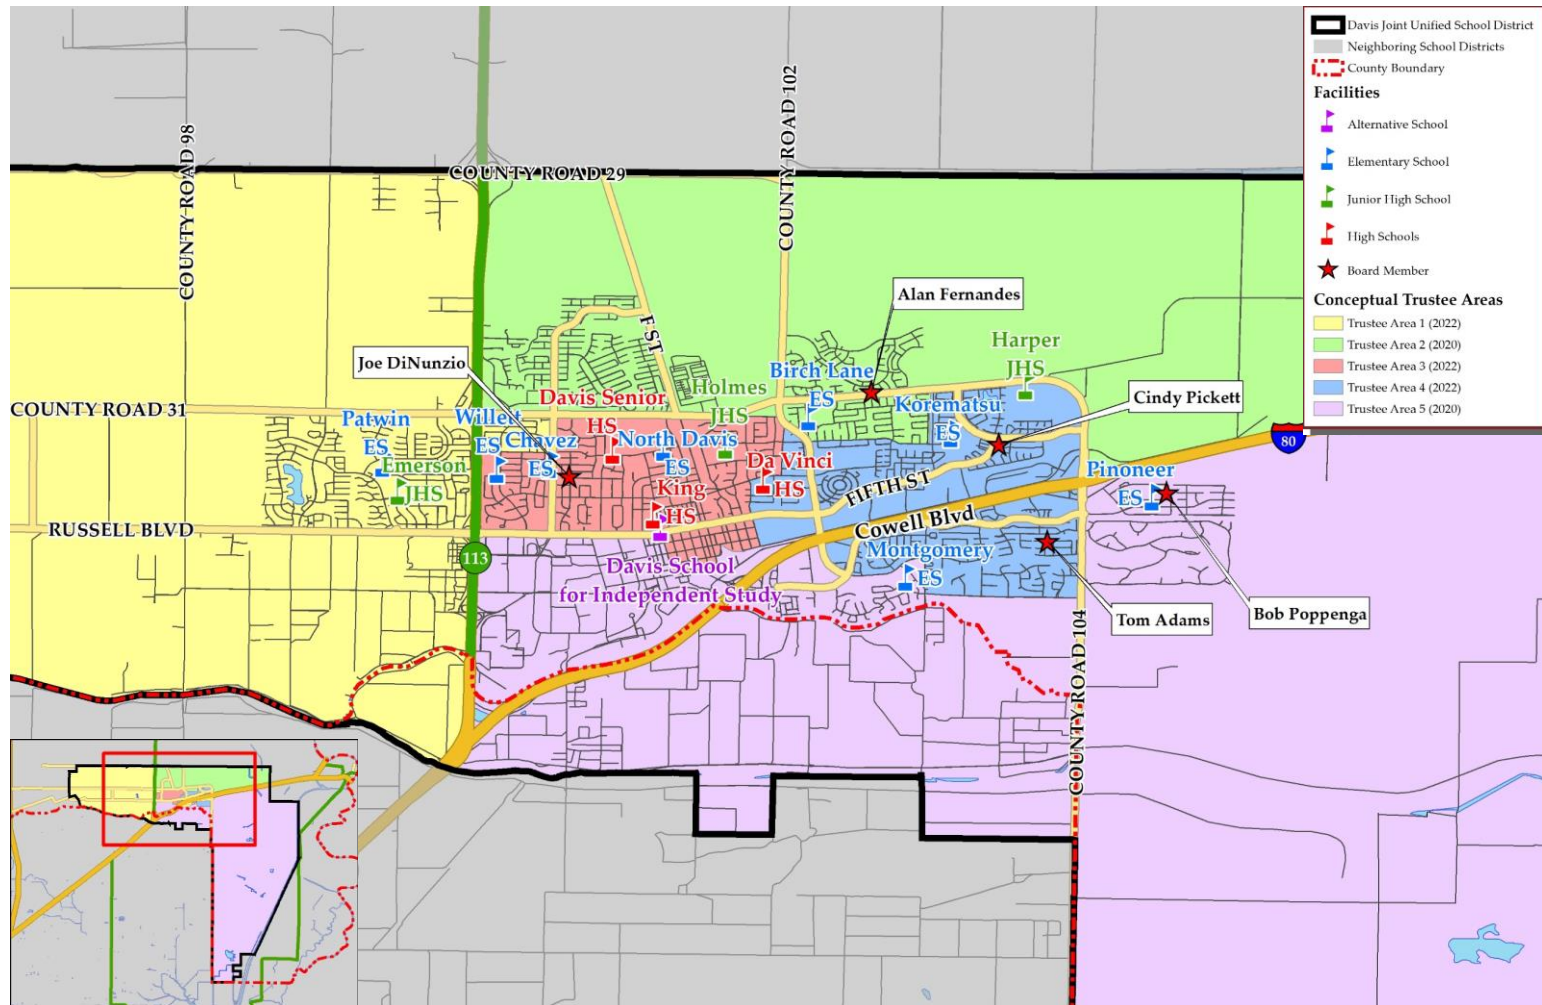 Davis Joint Unified School District
Neighboring School Districts
County Boundary
Facilities
Alternative School
Elementary School
Junior High School
High Schools
Board Member
Conceptual Trustee Areas
Trustee Area 1 (2022)
Trustee Area 2 (2020)
Trustee Area 3 (2022)
Trustee Area 4 (2022)
Trustee Area 5 (2020)
COUNTY ROAD 98
COUNTY ROAD 29
COUNTY ROAD 102
F ST
Alan Fernandes
Joe DiNunzio
Cindy Pickett
COUNTY ROAD 31
Harper
JHS
Birch Lane
ES
Holmes
JHS
Davis Senior
HS
Korematsu
ES
Patwin
ES
Willett
ES
Chavez
ES
North Davis
ES
Emerson
JHS
Da Vinci
HS
King
HS
FIFTH ST
80
Pinoneer
ES
Cowell Blvd
RUSSELL BLVD
113
Montgomery
ES
Davis School
for Independent Study
Tom Adams
Bob Poppenga
COUNTY ROAD 104